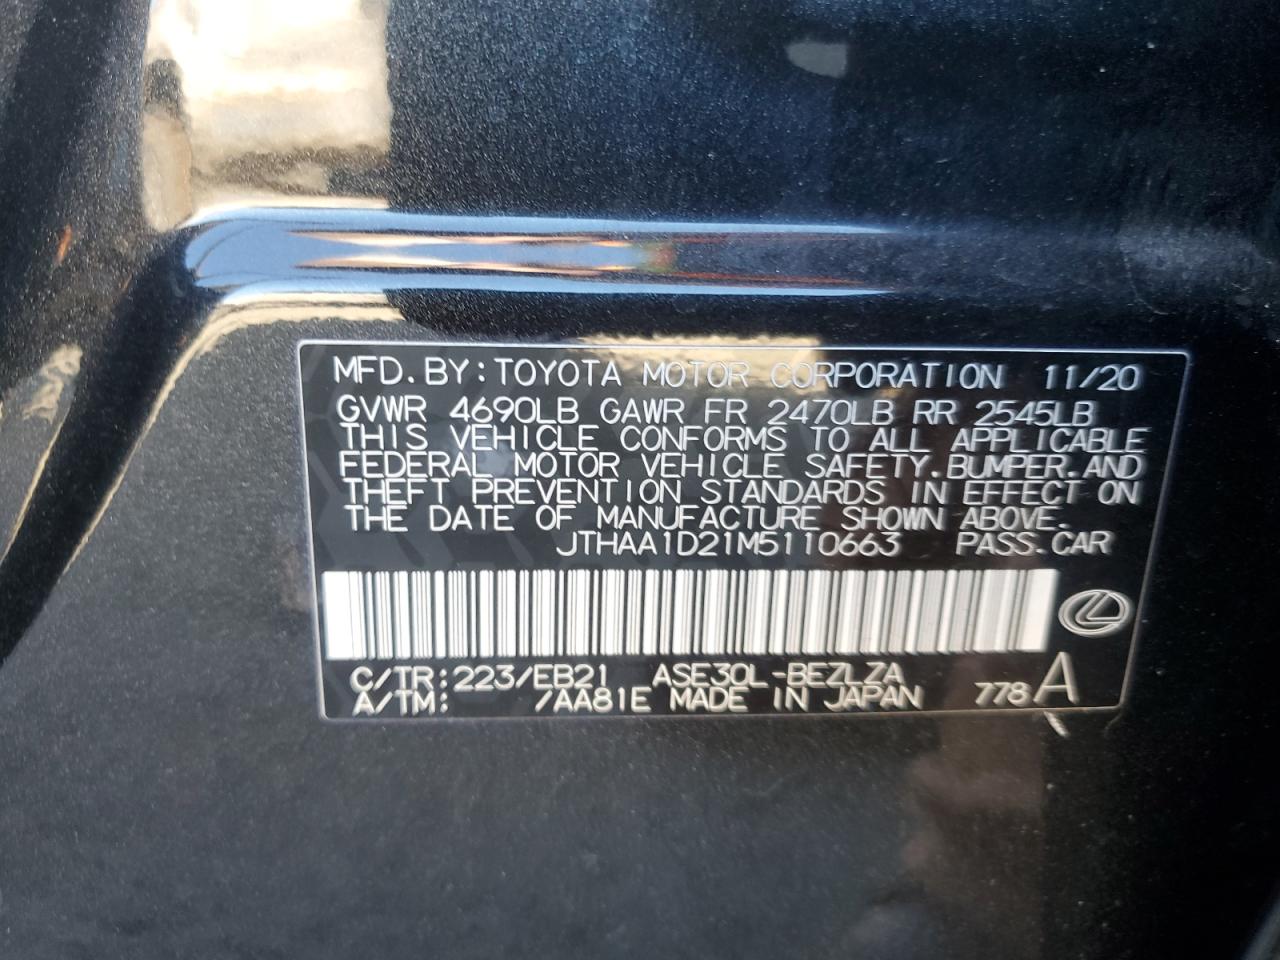 MFD.BY:TOYOTA MOTOR CORPORATION 11/20
GVWR 4690LB GAWR FR 2470LB RR 2545LB
THIS VEHICLE CONFORMS TO ALL APPLICABLE
FEDERAL MOTOR VEHICLE SAFETY,BUMPER,AND
THEFT PREVENTION STANDARDS IN EFFECT ON
THE DATE OF MANUFACTURE SHOWN ABOVE.
JTHAA1D21M5110663 PASS.CAR
C/TR:223/EB21 ASE30L-BEZLZA
A/TM: /AA81E MADE IN JAPAN 778 A